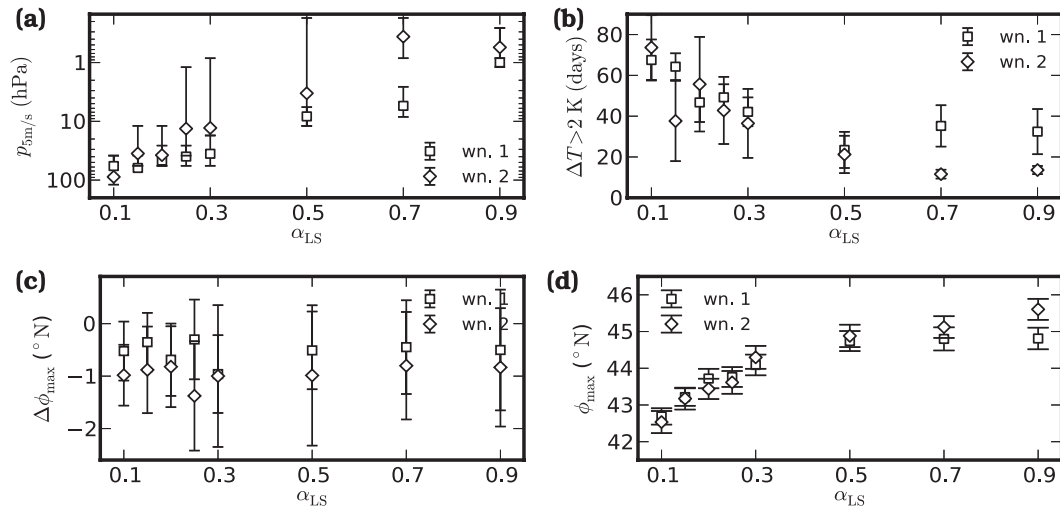 (a)
p5m/s (hPa)
1
10
100
wn. 1
wn. 2
0.1 0.3 0.5 0.7 0.9
αLS
(b)
ΔT>2 K (days)
80
60
40
20
0
wn. 1
wn. 2
0.1 0.3 0.5 0.7 0.9
αLS
(c)
Δϕmax (° N)
0
−1
−2
wn. 1
wn. 2
0.1 0.3 0.5 0.7 0.9
αLS
(d)
ϕmax (° N)
46
45
44
43
42
wn. 1
wn. 2
0.1 0.3 0.5 0.7 0.9
αLS